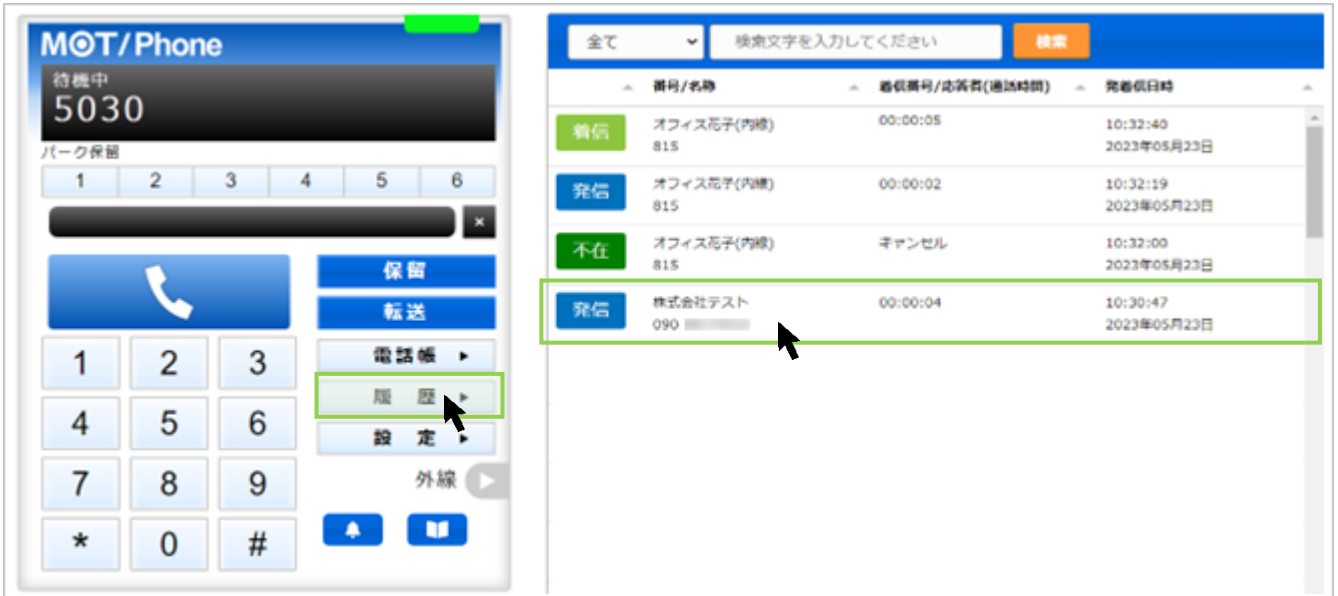 MOT/Phone
待機中
5030
パーク保留
1 2 3 4 5 6
×
保留
転送
電話帳
履 歴
設 定
外線
1 2 3
4 5 6
7 8 9
* 0 #
全て 検索文字を入力してください 検索
番号/名称 着信番号/応答者(通話時間) 発着信日時
着信 オフィス花子(内線) 00:00:05 10:32:40
815 2023年05月23日
発信 オフィス花子(内線) 00:00:02 10:32:19
815 2023年05月23日
不在 オフィス花子(内線) キャンセル 10:32:00
815 2023年05月23日
発信 株式会社テスト 00:00:04 10:30:47
090 2023年05月23日